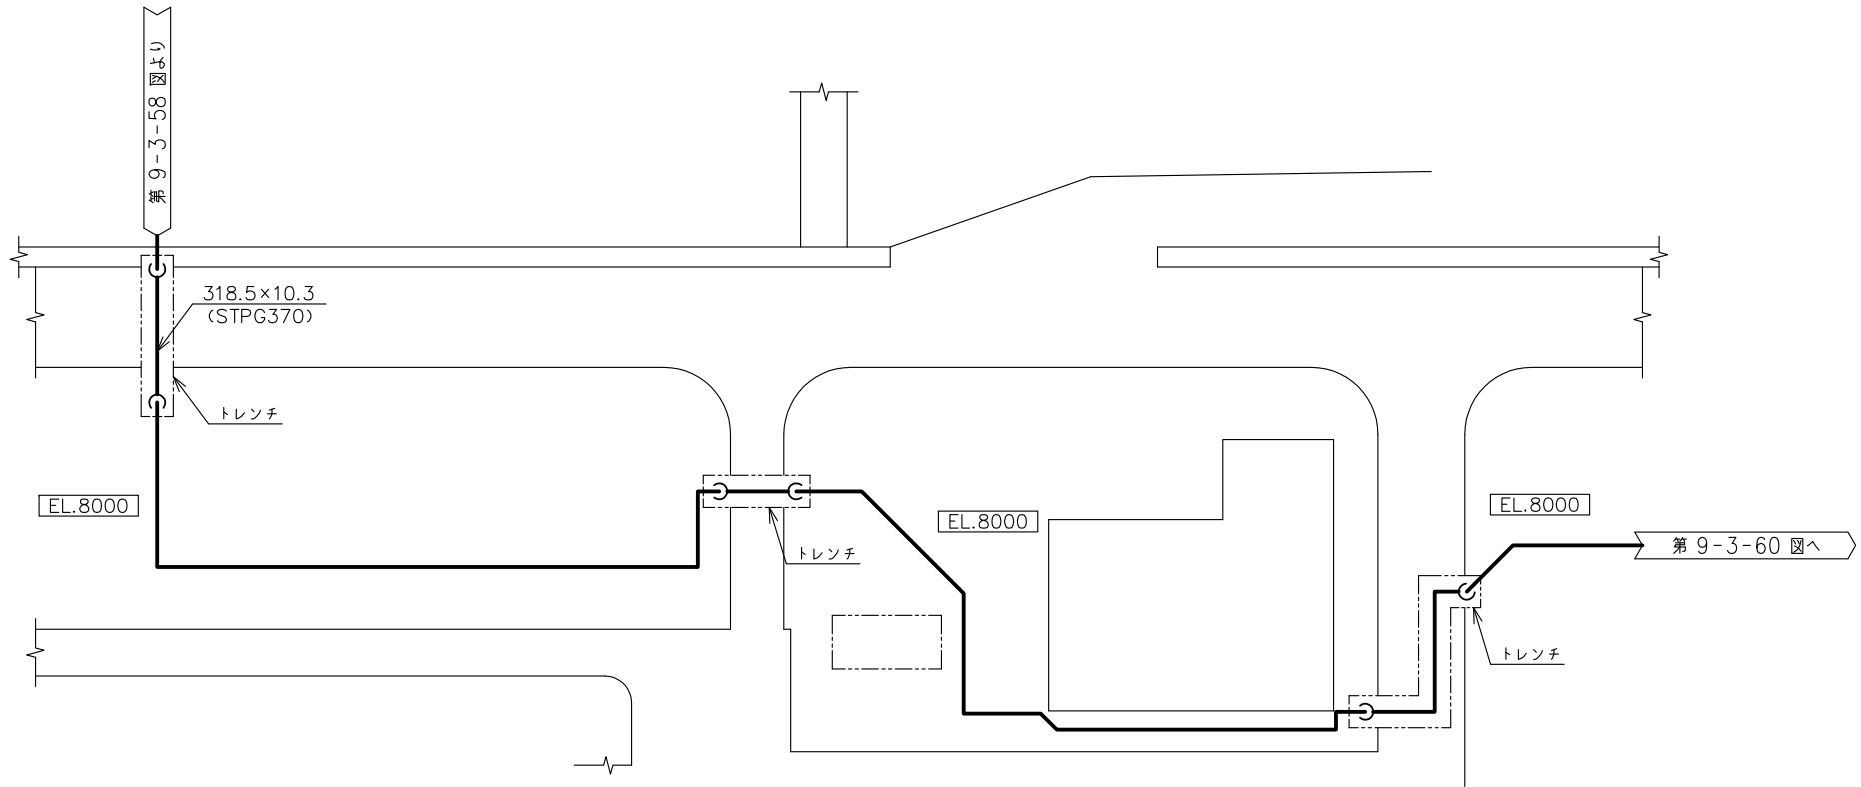 第 9-3-58 図より
318.5×10.3
(STPG370)
トレンチ
EL.8000
トレンチ
EL.8000
EL.8000
第 9-3-60 図へ
トレンチ